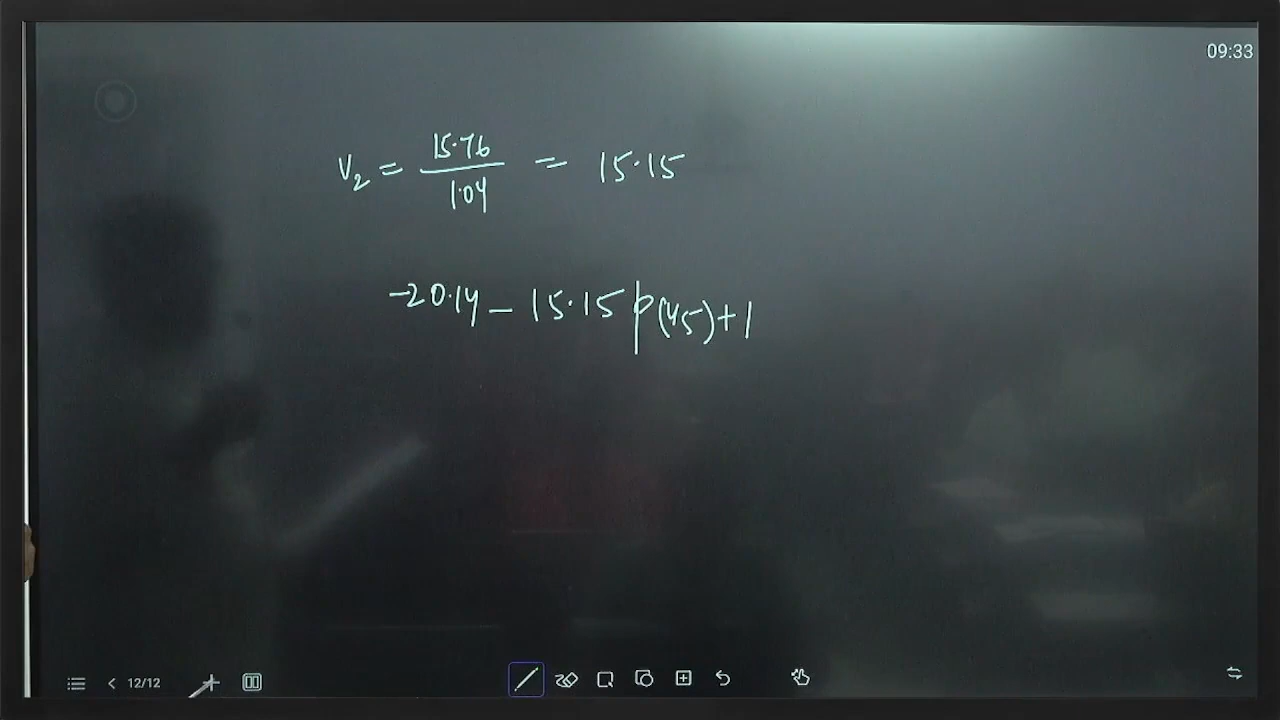 09:33
V₂ = 15.76/1.04 = 15.15
-20.14 - 15.15 p(45)+1
12/12